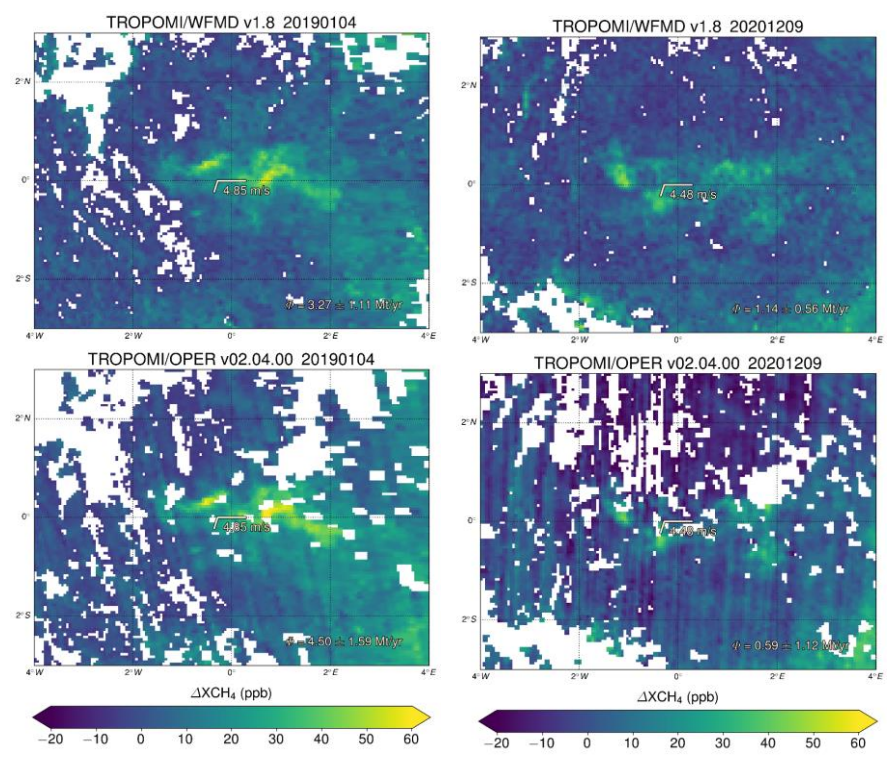 TROPOMI/WFMD v1.8 20190104
2°N
0°
2°S
4°W 2°W 0° 2°E 4°E
4.85 m/s
Φ = 3.27 ± 1.11 Mt/yr
TROPOMI/WFMD v1.8 20201209
2°N
0°
2°S
4°W 2°W 0° 2°E 4°E
4.48 m/s
Φ = 1.14 ± 0.56 Mt/yr
TROPOMI/OPER v02.04.00 20190104
2°N
0°
2°S
4°W 2°W 0° 2°E 4°E
4.85 m/s
Φ = 4.50 ± 1.59 Mt/yr
TROPOMI/OPER v02.04.00 20201209
2°N
0°
2°S
4°W 2°W 0° 2°E 4°E
4.48 m/s
Φ = 0.59 ± 1.12 Mt/yr
ΔXCH₄ (ppb)
−20 −10 0 10 20 30 40 50 60
ΔXCH₄ (ppb)
−20 −10 0 10 20 30 40 50 60